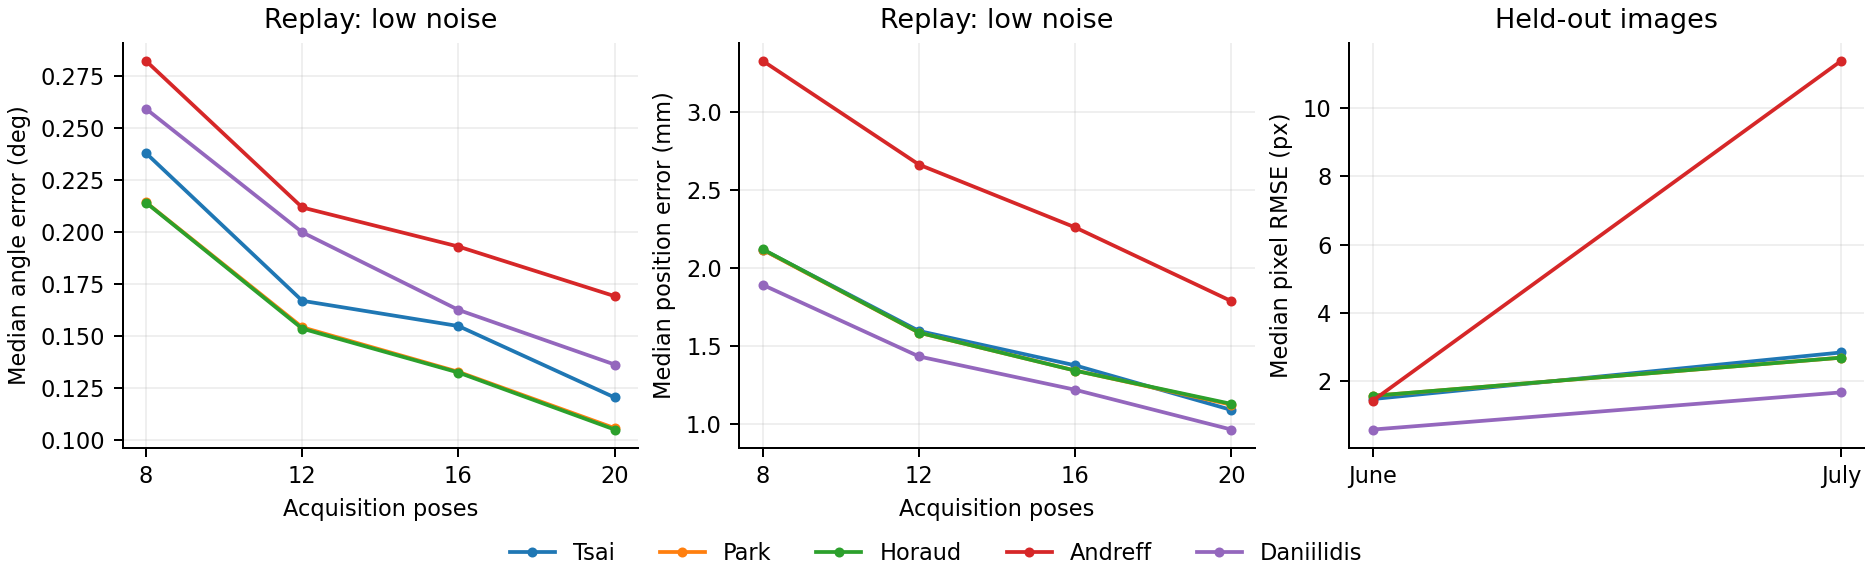 Replay: low noise
Median angle error (deg)
0.275
0.250
0.225
0.200
0.175
0.150
0.125
0.100
8 12 16 20
Acquisition poses
Replay: low noise
Median position error (mm)
3.0
2.5
2.0
1.5
1.0
8 12 16 20
Acquisition poses
Held-out images
Median pixel RMSE (px)
10
8
6
4
2
June July
Tsai Park Horaud Andreff Daniilidis